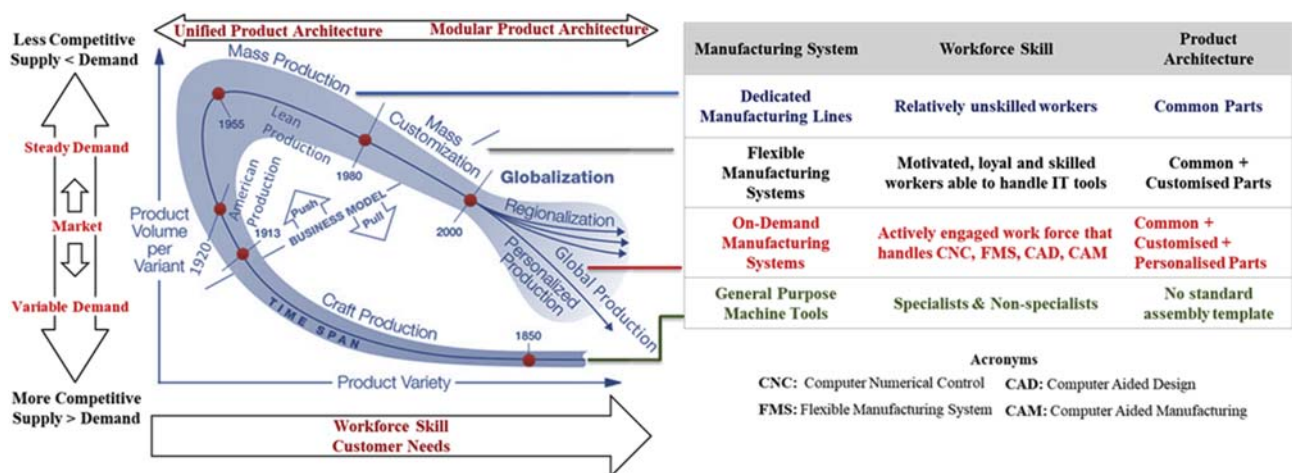 Unified Product Architecture
Modular Product Architecture
Less Competitive
Supply < Demand
Steady Demand
Market
Variable Demand
More Competitive
Supply > Demand
Product
Volume
per
Variant
Mass Production
1955
Lean
Production
1980
Mass
Customization
Globalization
2000
Regionalization
American
Production
1913
1920
Push
BUSINESS MODEL
Pull
Personalized
Production
Global Production
Craft Production
TIME SPAN
1850
Product Variety
Workforce Skill
Customer Needs
Manufacturing System
Workforce Skill
Product
Architecture
Dedicated
Manufacturing Lines
Relatively unskilled workers
Common Parts
Flexible
Manufacturing
Systems
Motivated, loyal and skilled
workers able to handle IT tools
Common +
Customised Parts
On-Demand
Manufacturing
Systems
Actively engaged work force that
handles CNC, FMS, CAD, CAM
Common +
Customised +
Personalised Parts
General Purpose
Machine Tools
Specialists & Non-specialists
No standard
assembly template
Acronyms
CNC: Computer Numerical Control
CAD: Computer Aided Design
FMS: Flexible Manufacturing System
CAM: Computer Aided Manufacturing